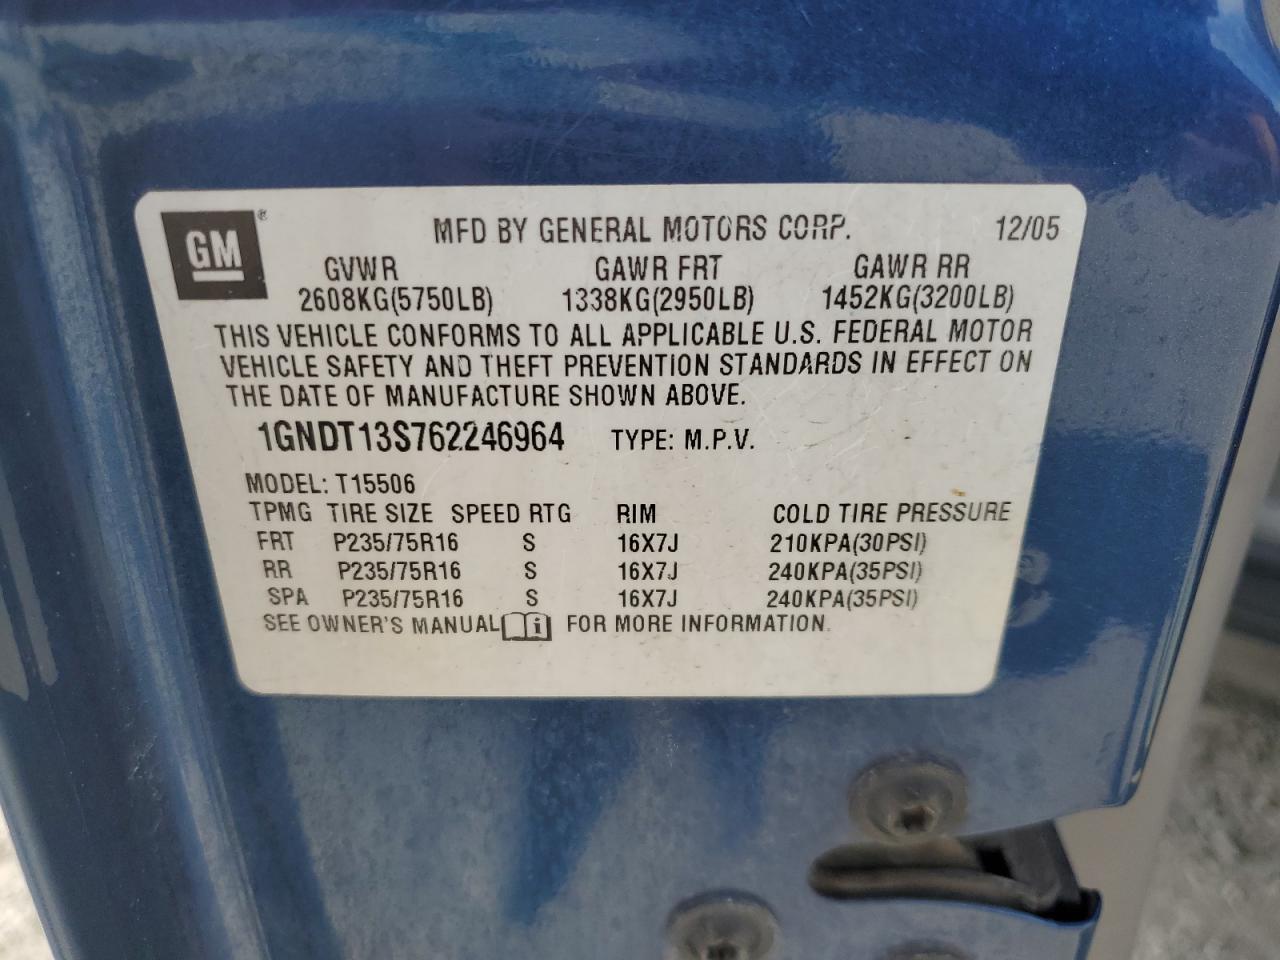 GM® MFD BY GENERAL MOTORS CORP. 12/05
GVWR GAWR FRT GAWR RR
2608KG(5750LB) 1338KG(2950LB) 1452KG(3200LB)
THIS VEHICLE CONFORMS TO ALL APPLICABLE U.S. FEDERAL MOTOR
VEHICLE SAFETY AND THEFT PREVENTION STANDARDS IN EFFECT ON
THE DATE OF MANUFACTURE SHOWN ABOVE.
1GNDT13S762246964 TYPE: M.P.V.
MODEL: T15506
TPMG TIRE SIZE SPEED RTG RIM COLD TIRE PRESSURE
FRT P235/75R16 S 16X7J 210KPA(30PSI)
RR P235/75R16 S 16X7J 240KPA(35PSI)
SPA P235/75R16 S 16X7J 240KPA(35PSI)
SEE OWNER'S MANUAL i FOR MORE INFORMATION.